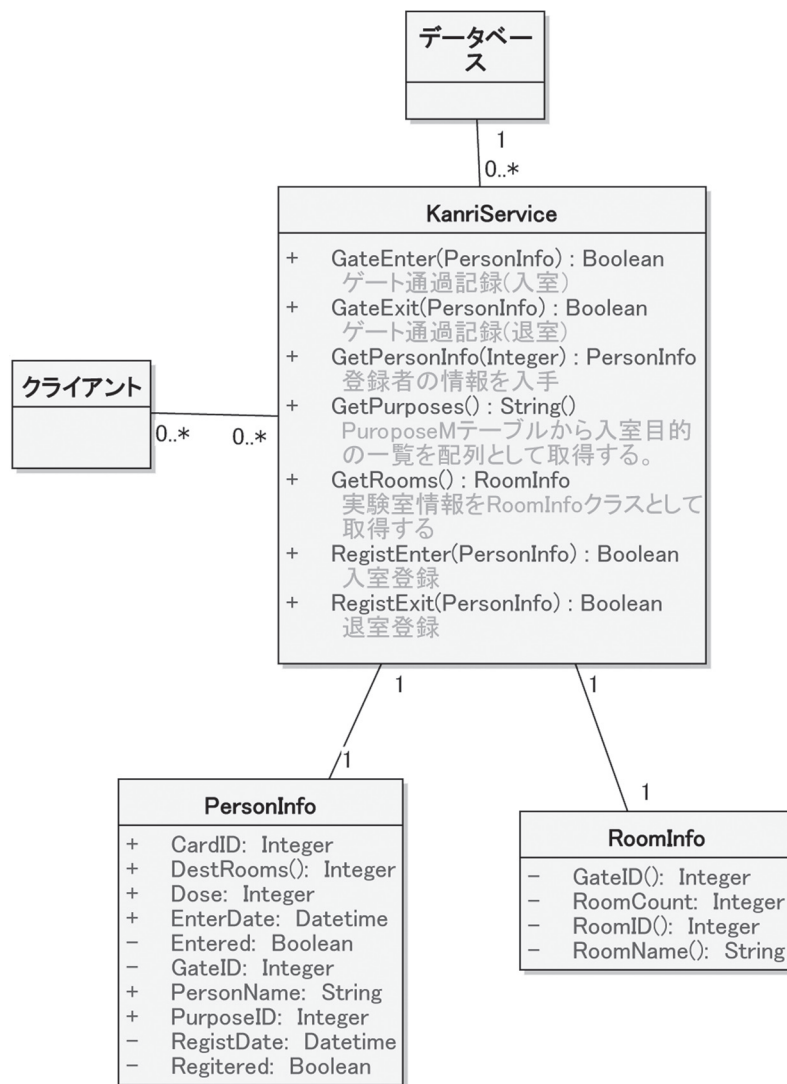 データベー
ス
1
0..*
KanriService
+ GateEnter(PersonInfo) : Boolean
ゲート通過記録(入室)
+ GateExit(PersonInfo) : Boolean
ゲート通過記録(退室)
+ GetPersonInfo(Integer) : PersonInfo
登録者の情報を入手
+ GetPurposes() : String()
PuroposeMテーブルから入室目的
の一覧を配列として取得する。
+ GetRooms() : RoomInfo
実験室情報をRoomInfoクラスとして
取得する
+ RegistEnter(PersonInfo) : Boolean
入室登録
+ RegistExit(PersonInfo) : Boolean
退室登録
クライアント
0..*
0..*
1
1
1
1
PersonInfo
+ CardID: Integer
+ DestRooms(): Integer
+ Dose: Integer
+ EnterDate: Datetime
- Entered: Boolean
- GateID: Integer
+ PersonName: String
+ PurposeID: Integer
- RegistDate: Datetime
- Regitered: Boolean
RoomInfo
- GateID(): Integer
- RoomCount: Integer
- RoomID(): Integer
- RoomName(): String